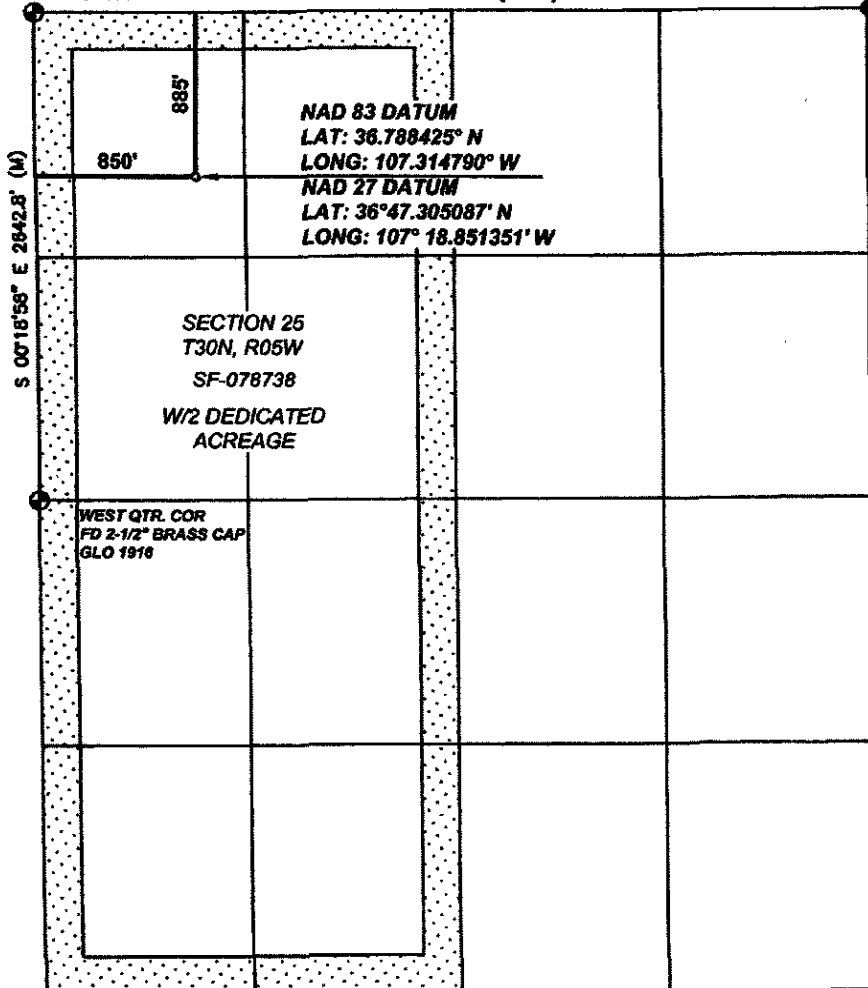 885'
850'
NAD 83 DATUM
LAT: 36.788425° N
LONG: 107.314790° W
NAD 27 DATUM
LAT: 36°47.305087' N
LONG: 107° 18.851351' W
S 00°18'58" E 2642.8' (M)
SECTION 25
T30N, R05W
SF-078738
W/2 DEDICATED
ACREAGE
WEST QTR. COR
FD 2-1/2" BRASS CAP
GLO 1916